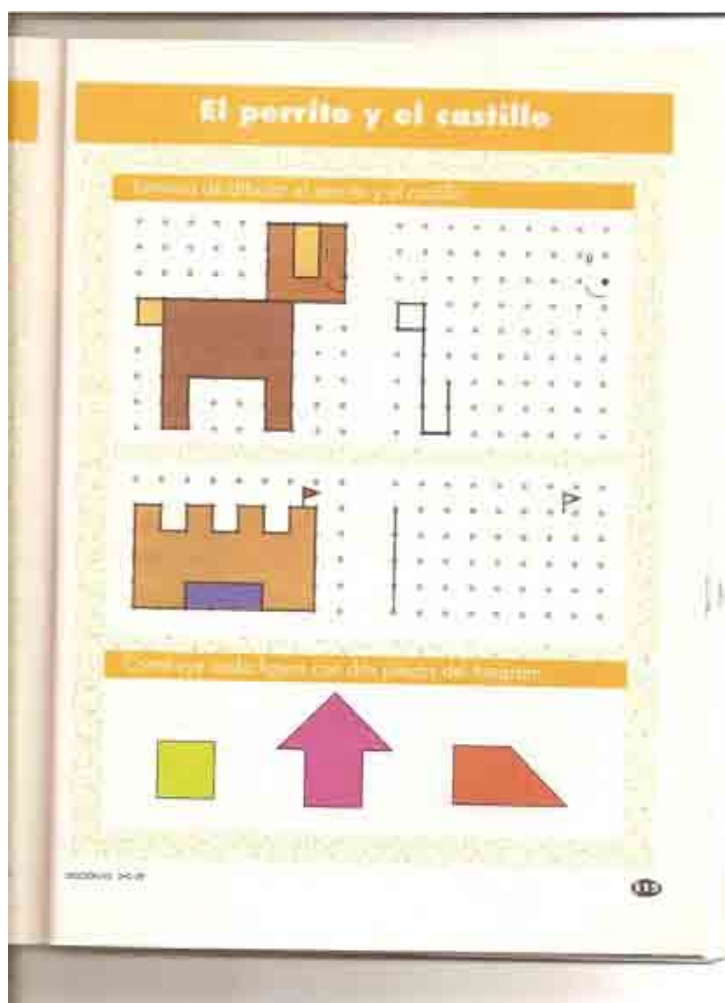 El perrito y el castillo
Termina de dibujar el perrito y el castillo
Construye cada figura con dos piezas del tangram
115